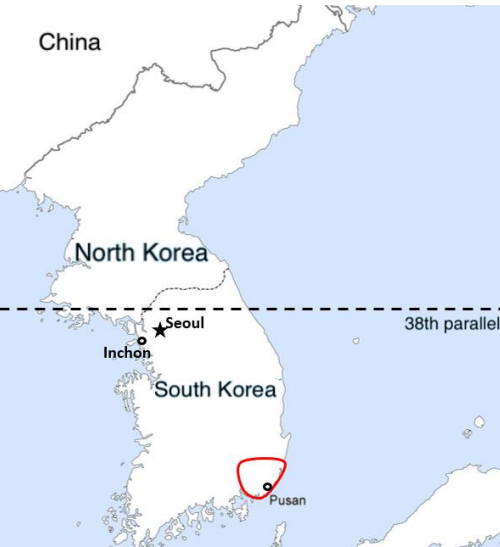 China
North Korea
38th parallel
Seoul
Inchon
South Korea
Pusan